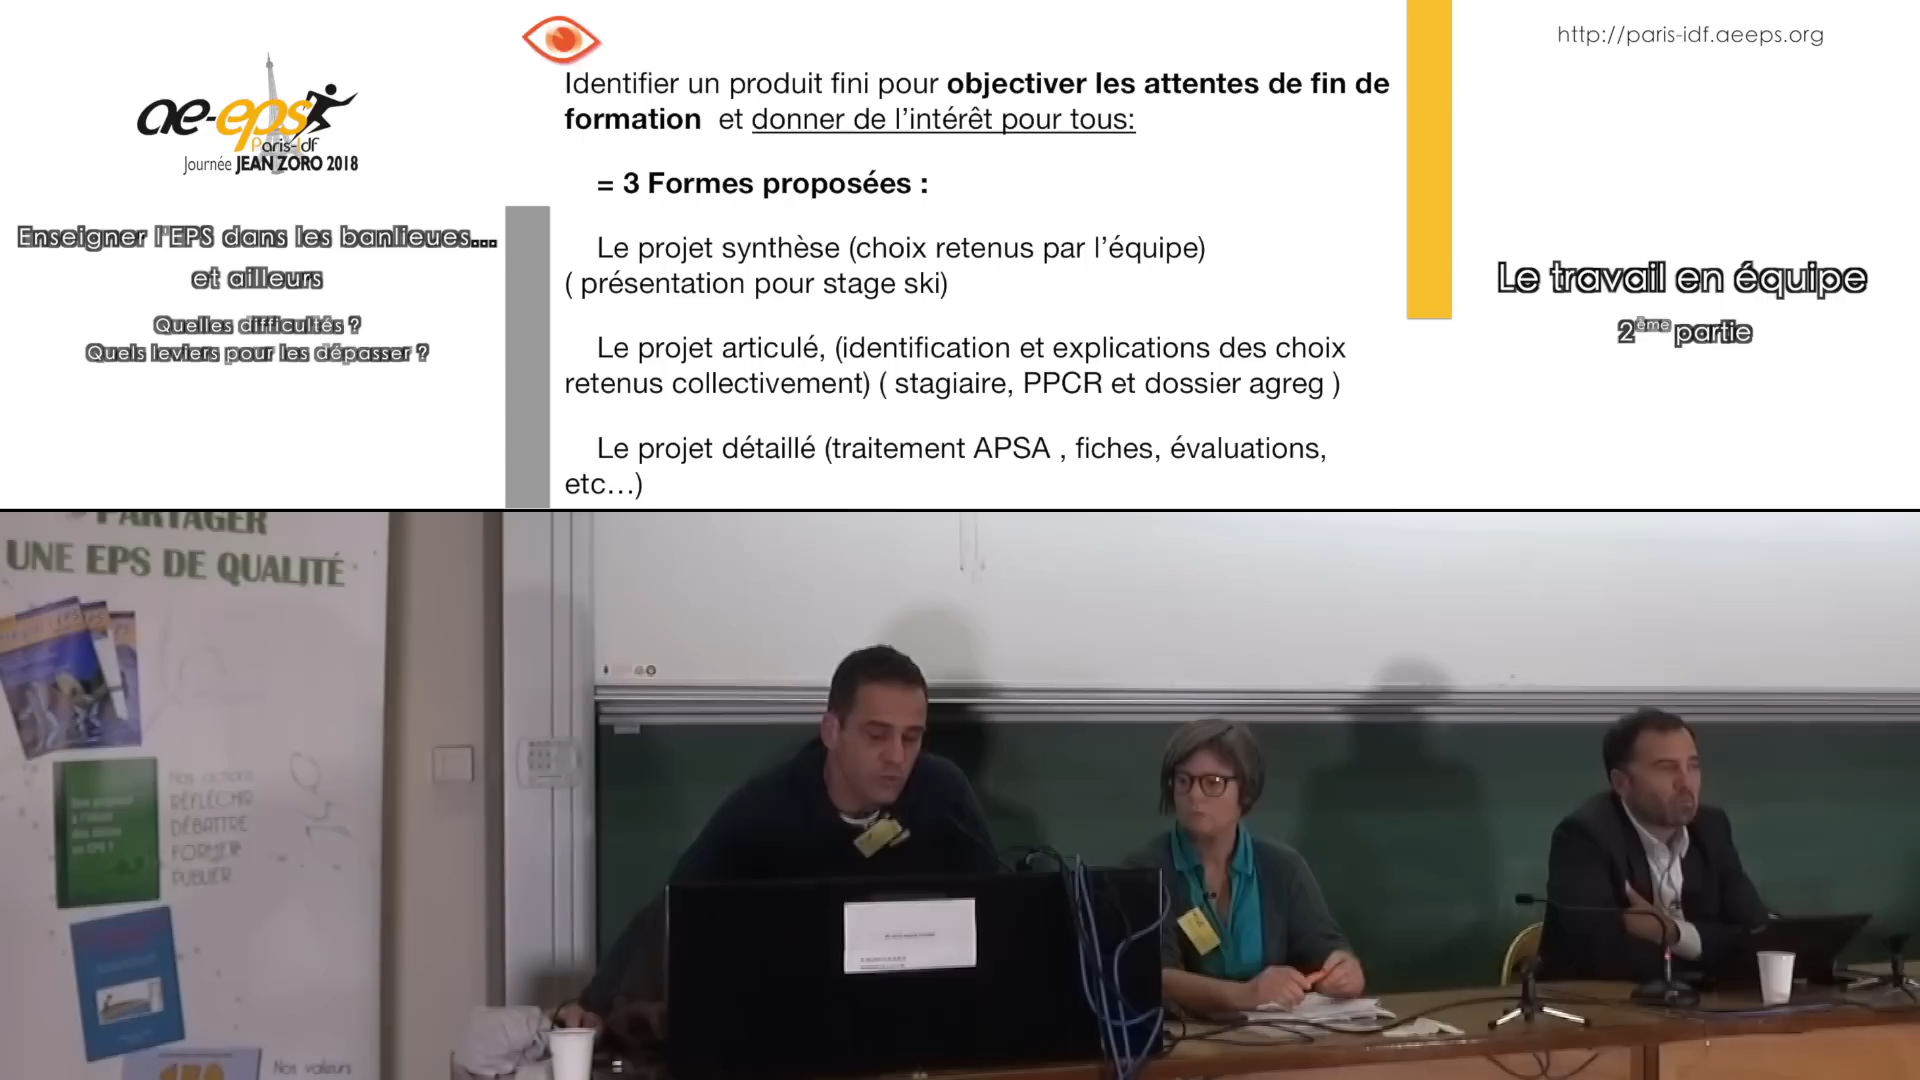 ae-eps
Paris-Idf
Journée JEAN ZORO 2018
Enseigner l'EPS dans les banlieues...
et ailleurs
Quelles difficultés ?
Quels leviers pour les dépasser ?
Identifier un produit fini pour objectiver les attentes de fin de
formation et donner de l'intérêt pour tous:
= 3 Formes proposées :
Le projet synthèse (choix retenus par l'équipe)
( présentation pour stage ski)
Le projet articulé, (identification et explications des choix
retenus collectivement) ( stagiaire, PPCR et dossier agreg )
Le projet détaillé (traitement APSA , fiches, évaluations,
etc...)
http://paris-idf.aeeps.org
Le travail en équipe
2ème partie
PARTAGER
UNE EPS DE QUALITÉ
Nos actions
RÉFLÉCHIR
DÉBATTRE
FORMER
PUBLIER
Nos valeurs